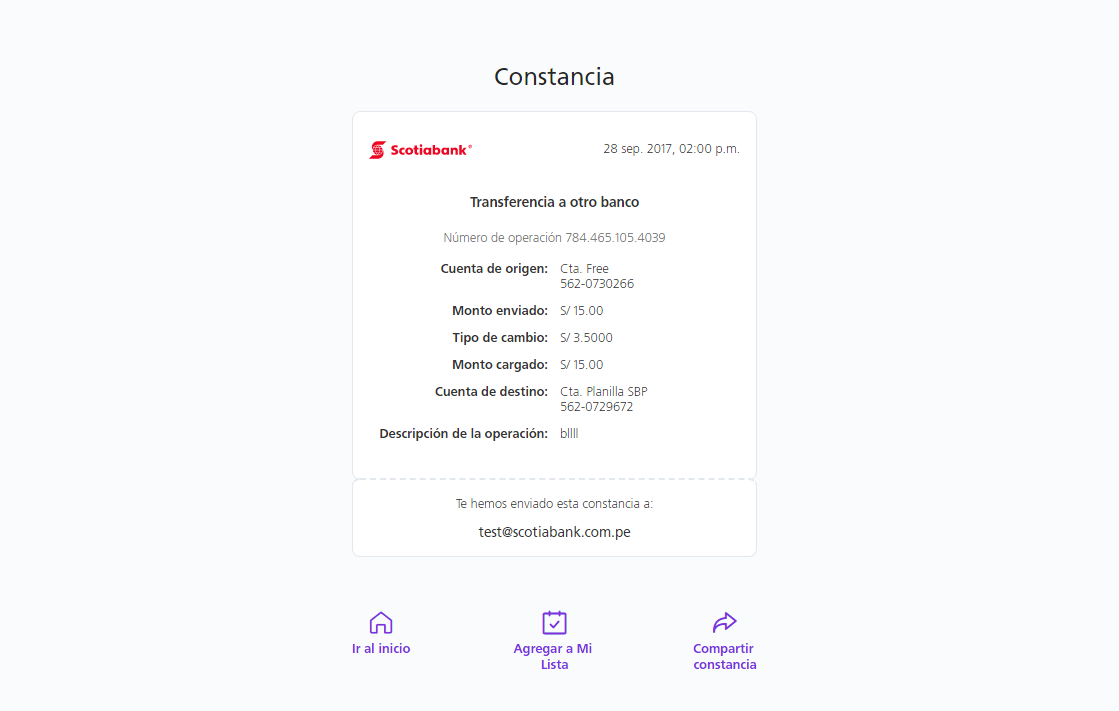 Constancia
Scotiabank®
28 sep. 2017, 02:00 p.m.
Transferencia a otro banco
Número de operación 784.465.105.4039
Cuenta de origen: Cta. Free
562-0730266
Monto enviado: S/ 15.00
Tipo de cambio: S/ 3.5000
Monto cargado: S/ 15.00
Cuenta de destino: Cta. Planilla SBP
562-0729672
Descripción de la operación: bllll
Te hemos enviado esta constancia a:
test@scotiabank.com.pe
Ir al inicio
Agregar a Mi
Lista
Compartir
constancia